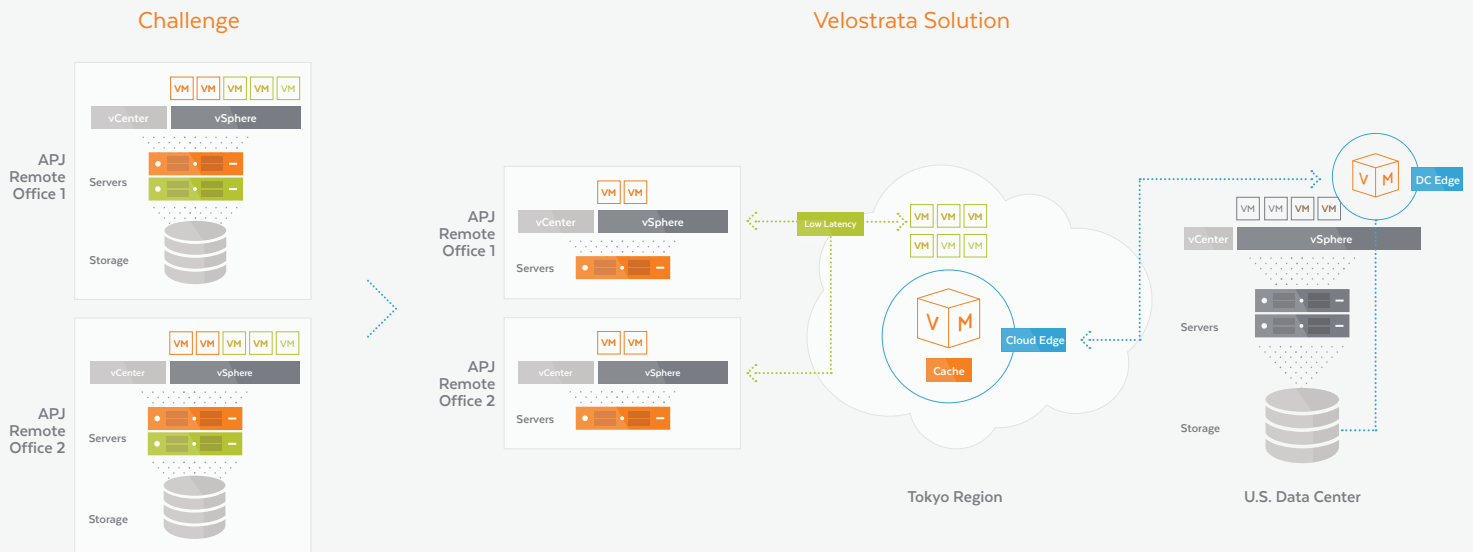 Challenge
Velostrata Solution
VM VM VM VM VM
vCenter
vSphere
APJ
Remote
Office 1
Servers
Storage
VM VM VM VM VM
vCenter
vSphere
APJ
Remote
Office 2
Servers
Storage
VM VM
vCenter
vSphere
APJ
Remote
Office 1
Servers
VM VM
vCenter
vSphere
APJ
Remote
Office 2
Servers
Low Latency
VM VM VM
VM VM VM
V M
Cache
Cloud Edge
Tokyo Region
V M
DC Edge
VM VM VM VM
vCenter
vSphere
Servers
Storage
U.S. Data Center